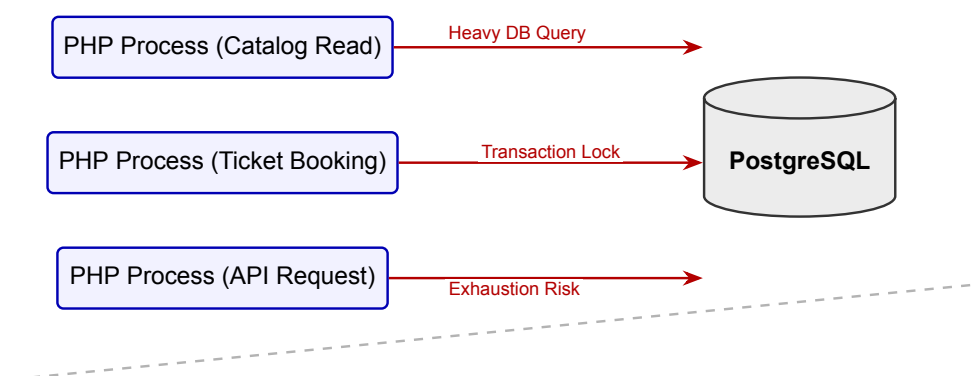 PHP Process (Catalog Read)
Heavy DB Query
PHP Process (Ticket Booking)
Transaction Lock
PostgreSQL
PHP Process (API Request)
Exhaustion Risk